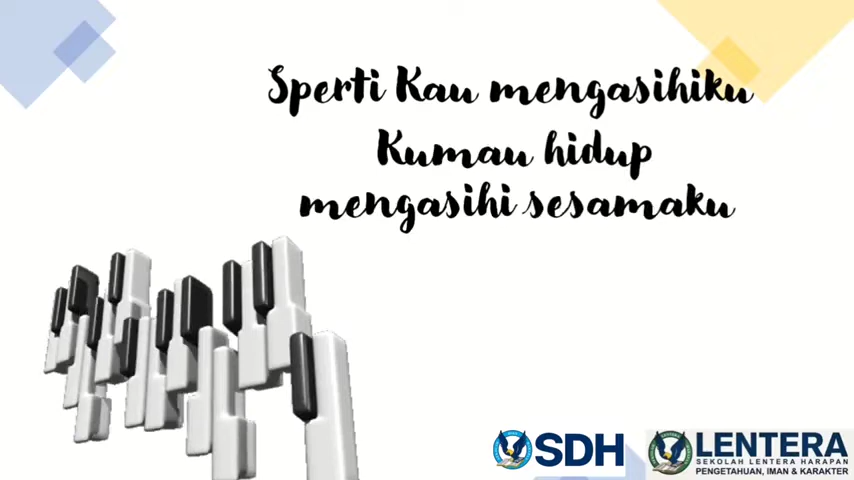 Sperti Kau mengasihiku
Kumau hidup
mengasihi sesamaku
SDH
LENTERA
SEKOLAH LENTERA HARAPAN
PENGETAHUAN, IMAN & KARAKTER